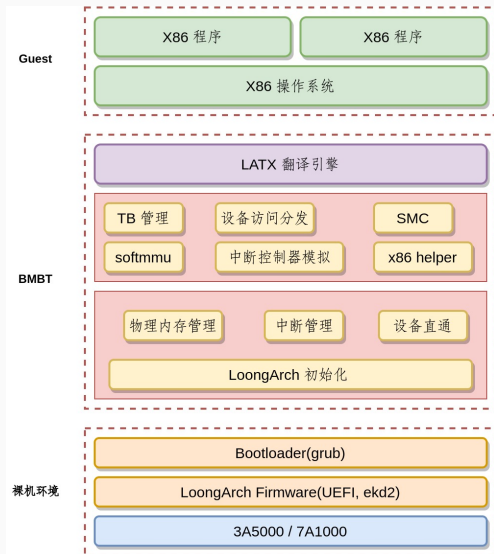 Guest
X86 程序
X86 程序
X86 操作系统
BMBT
LATX 翻译引擎
TB 管理
设备访问分发
SMC
softmmu
中断控制器模拟
x86 helper
物理内存管理
中断管理
设备直通
LoongArch 初始化
裸机环境
Bootloader(grub)
LoongArch Firmware(UEFI, ekd2)
3A5000 / 7A1000